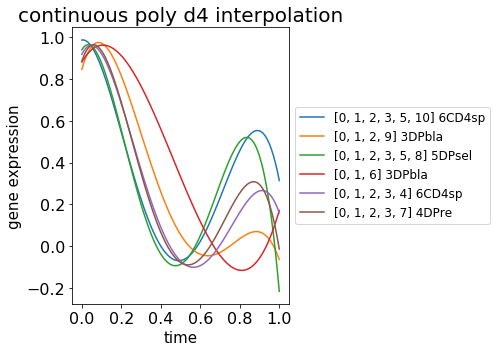 continuous poly d4 interpolation
gene expression
1.0
0.8
0.6
0.4
0.2
0.0
−0.2
0.0 0.2 0.4 0.6 0.8 1.0
time
[0, 1, 2, 3, 5, 10] 6CD4sp
[0, 1, 2, 9] 3DPbla
[0, 1, 2, 3, 5, 8] 5DPsel
[0, 1, 6] 3DPbla
[0, 1, 2, 3, 4] 6CD4sp
[0, 1, 2, 3, 7] 4DPre